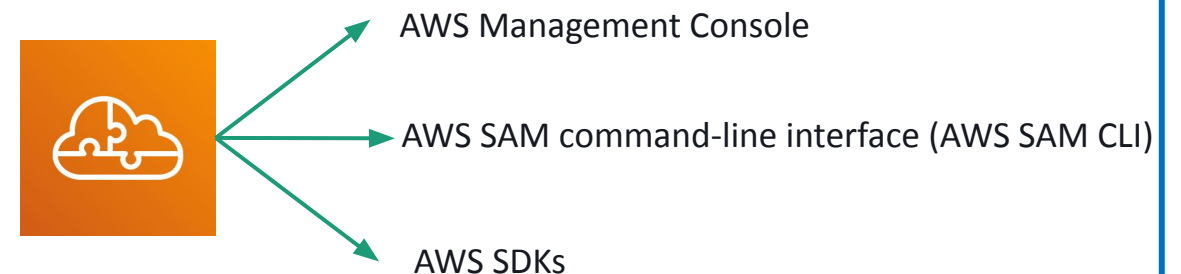 AWS Management Console
AWS SAM command-line interface (AWS SAM CLI)
AWS SDKs